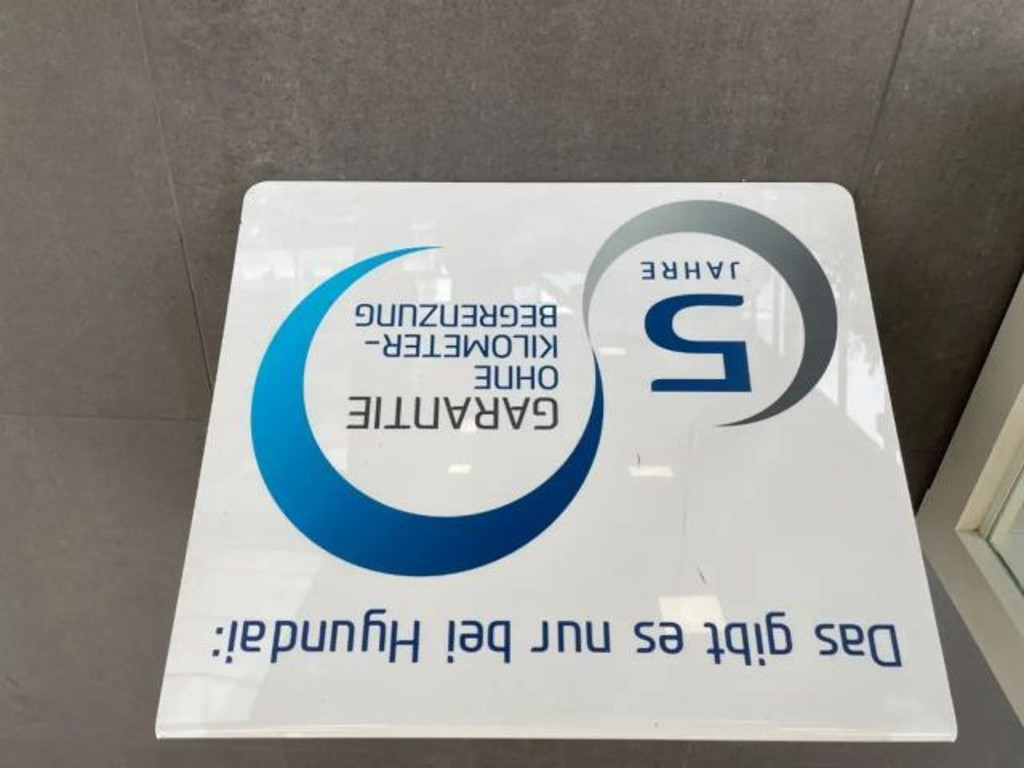 Das gibt es nur bei Hyundai:
5
JAHRE
GARANTIE
OHNE
KILOMETER-
BEGRENZUNG